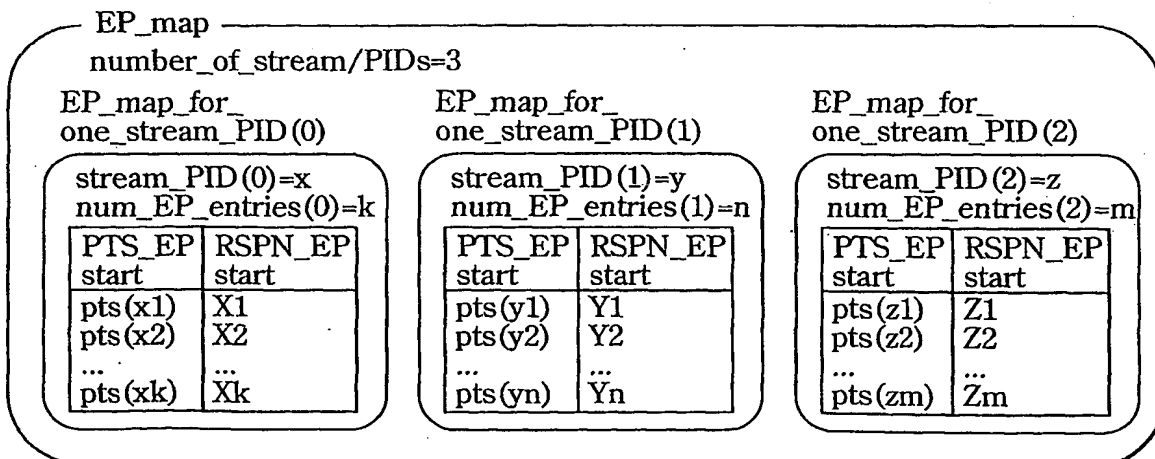 EP_map
number_of_stream/PIDs=3
EP_map_for_
one_stream_PID(0)
stream_PID(0)=x
num_EP_entries(0)=k
PTS_EP RSPN_EP
start start
pts(x1) X1
pts(x2) X2
... ...
pts(xk) Xk
EP_map_for_
one_stream_PID(1)
stream_PID(1)=y
num_EP_entries(1)=n
PTS_EP RSPN_EP
start start
pts(y1) Y1
pts(y2) Y2
... ...
pts(yn) Yn
EP_map_for_
one_stream_PID(2)
stream_PID(2)=z
num_EP_entries(2)=m
PTS_EP RSPN_EP
start start
pts(z1) Z1
pts(z2) Z2
... ...
pts(zm) Zm